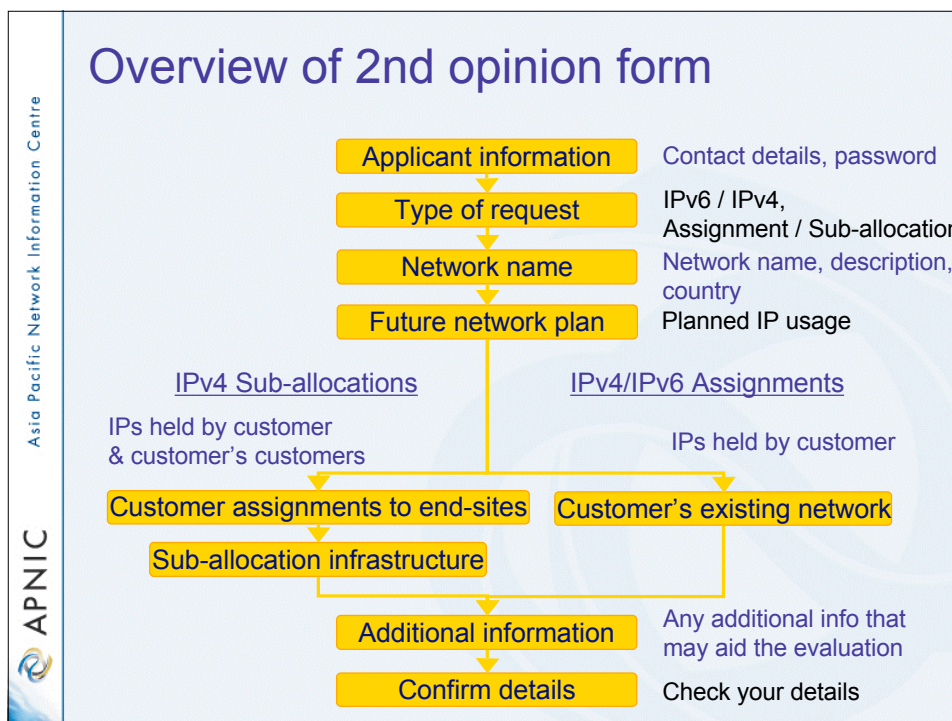 Overview of 2nd opinion form
Asia Pacific Network Information Centre
APNIC
Applicant information
Contact details, password
Type of request
IPv6 / IPv4,
Assignment / Sub-allocation
Network name
Network name, description,
country
Future network plan
Planned IP usage
IPv4 Sub-allocations
IPv4/IPv6 Assignments
IPs held by customer
& customer's customers
IPs held by customer
Customer assignments to end-sites
Customer's existing network
Sub-allocation infrastructure
Additional information
Any additional info that
may aid the evaluation
Confirm details
Check your details